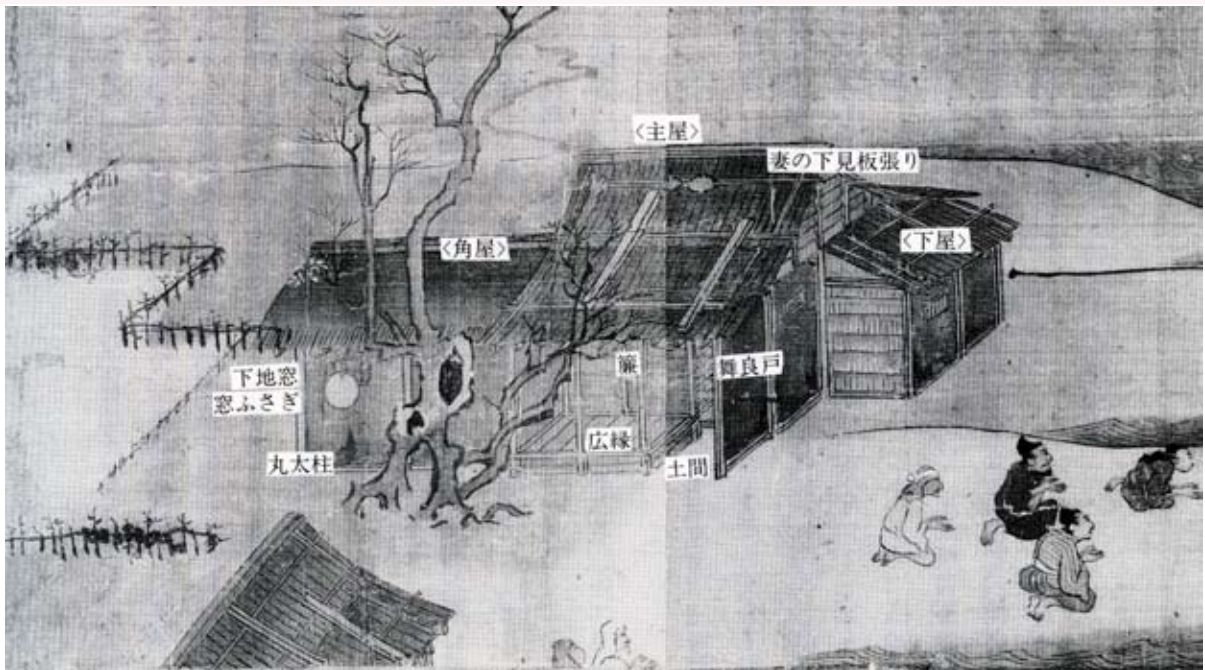 〈主屋〉
妻の下見板張り
〈角屋〉
〈下屋〉
下地窓
窓ふさぎ
簾
舞良戸
広縁
丸太柱
土間